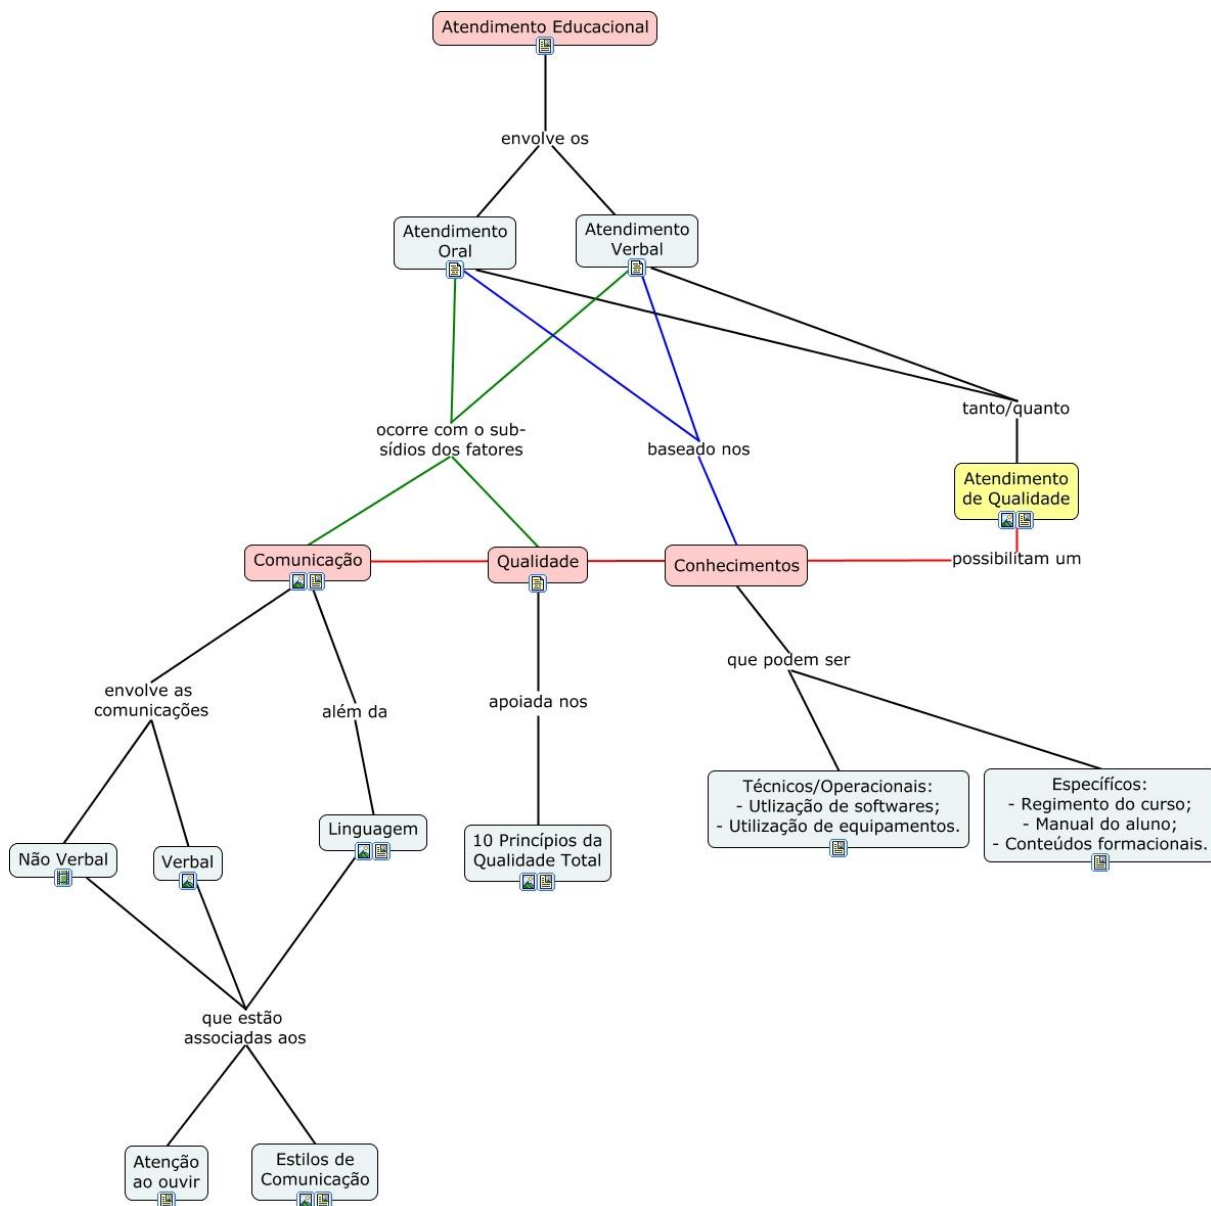 Atendimento Educacional
envolve os
Atendimento
Oral
Atendimento
Verbal
tanto/quanto
ocorre com o sub-
sídios dos fatores
baseado nos
Atendimento
de Qualidade
Comunicação
Qualidade
Conhecimentos
possibilitam um
envolve as
comunicações
além da
apoiada nos
que podem ser
Não Verbal
Verbal
Linguagem
10 Princípios da
Qualidade Total
Técnicos/Operacionais:
- Utlização de softwares;
- Utilização de equipamentos.
Específícos:
- Regimento do curso;
- Manual do aluno;
- Conteúdos formacionais.
que estão
associadas aos
Atenção
ao ouvir
Estilos de
Comunicação